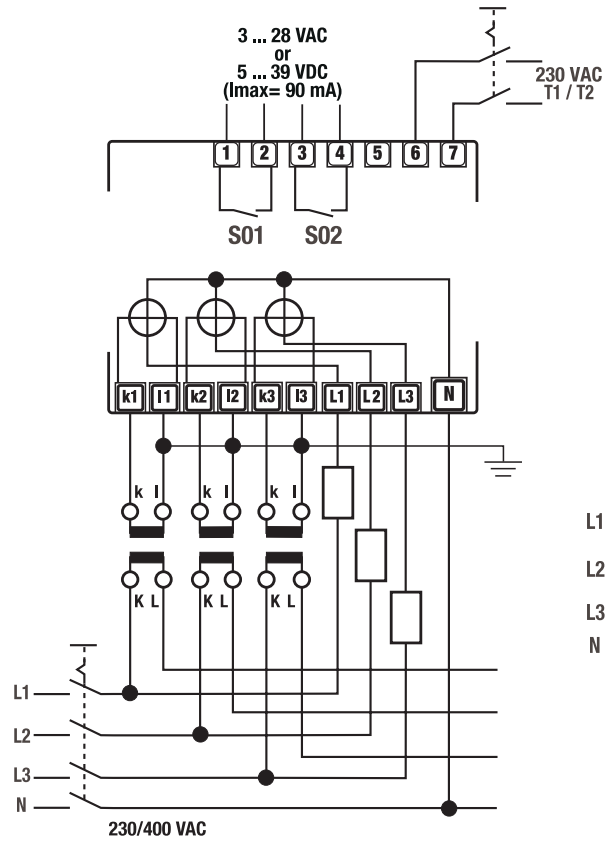 3 ... 28 VAC
or
5 ... 39 VDC
(Imax= 90 mA)
230 VAC
T1 / T2
1 2 3 4 5 6 7
S01 S02
k1 l1 k2 l2 k3 l3 L1 L2 L3 N
k l k l k l
K L K L K L
L1
L2
L3
N
L1
L2
L3
N
230/400 VAC